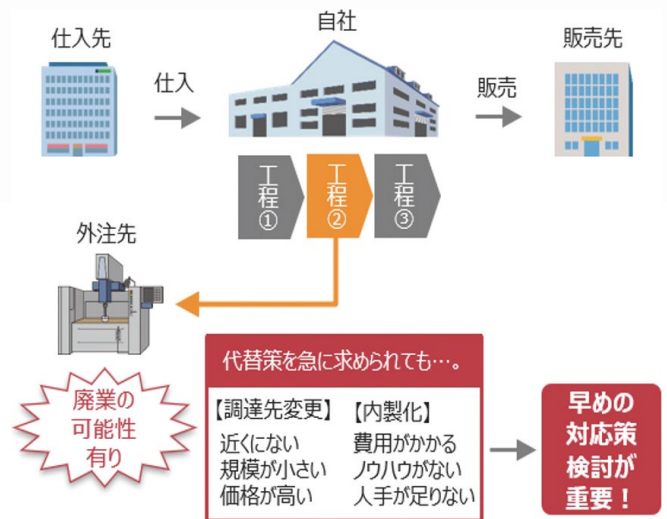 仕入先
自社
販売先
仕入
販売
工程①
工程②
工程③
外注先
廃業の
可能性
有り
代替策を急に求められても…。
【調達先変更】
近くにない
規模が小さい
価格が高い
【内製化】
費用がかかる
ノウハウがない
人手が足りない
早めの
対応策
検討が
重要！